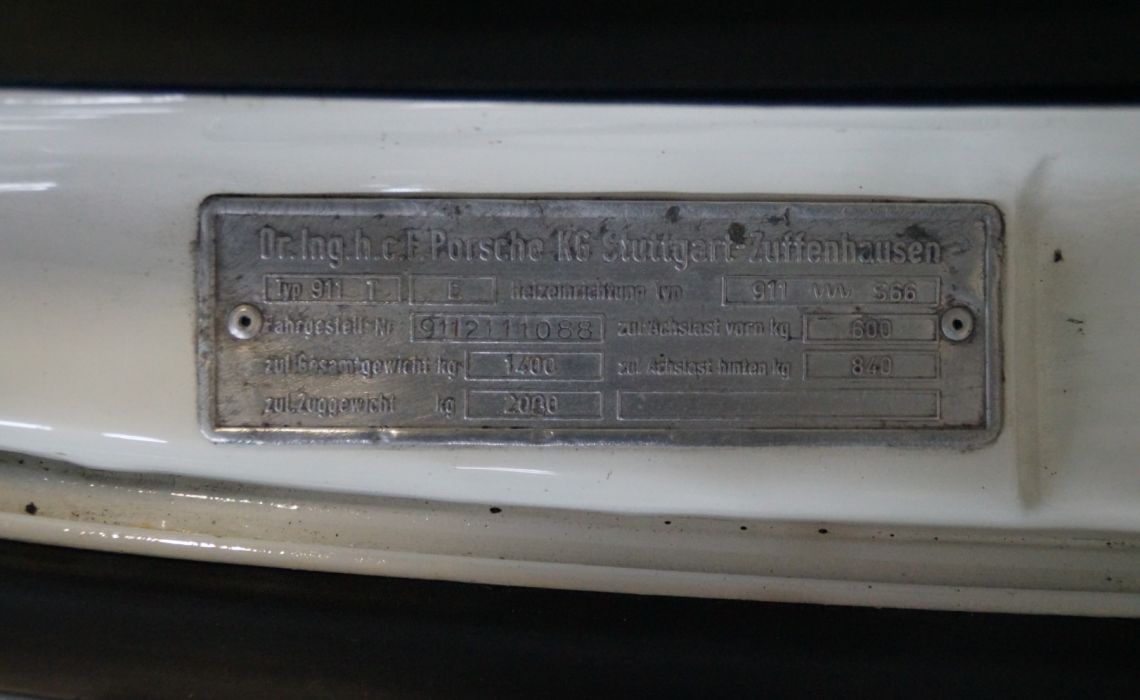 Dr. Ing. h. c. F. Porsche KG Stuttgart-Zuffenhausen
Typ 911 T E Heizeinrichtung Typ 911 VVV S66
Fahrgestell-Nr. 9112111088 zul. Achslast vorn kg 600
zul. Gesamtgewicht kg 1400 zul. Achslast hinten kg 840
zul. Zuggewicht kg 2000